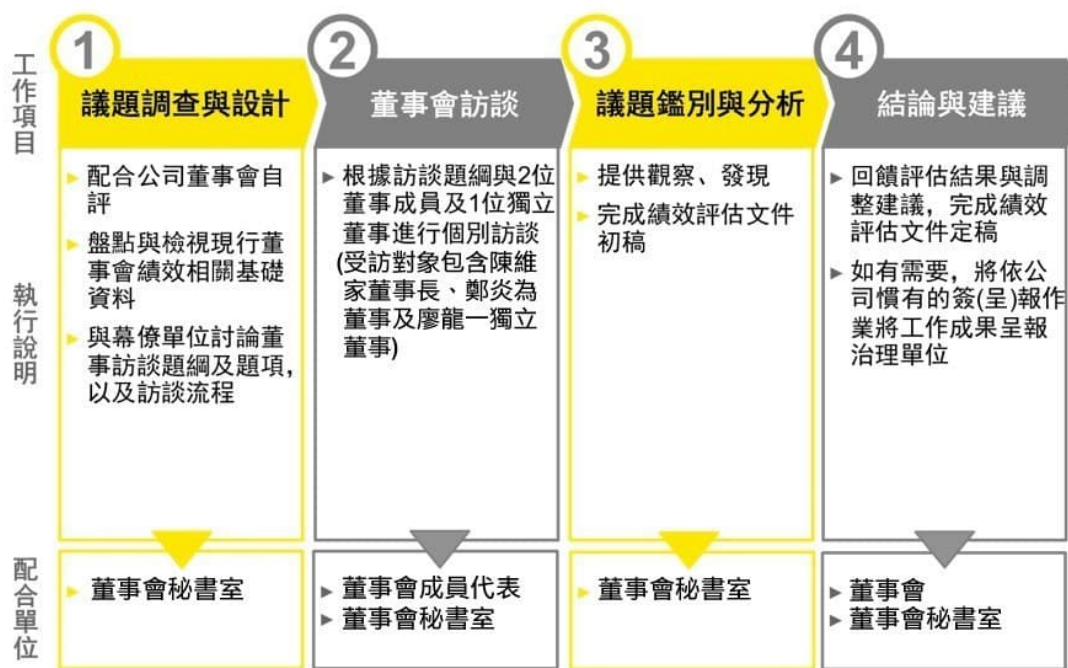 工作項目
1
議題調查與設計
2
董事會訪談
3
議題鑑別與分析
4
結論與建議
執行說明
▸ 配合公司董事會自
評
▸ 盤點與檢視現行董
事會績效相關基礎
資料
▸ 與幕僚單位討論董
事訪談題綱及題項，
以及訪談流程
▸ 根據訪談題綱與2位
董事成員及1位獨立
董事進行個別訪談
(受訪對象包含陳維
家董事長、鄭炎為
董事及廖龍一獨立
董事)
▸ 提供觀察、發現
▸ 完成績效評估文件
初稿
▸ 回饋評估結果與調
整建議，完成績效
評估文件定稿
▸ 如有需要，將依公
司慣有的簽(呈)報作
業將工作成果呈報
治理單位
配合單位
▸ 董事會秘書室
▸ 董事會成員代表
▸ 董事會秘書室
▸ 董事會秘書室
▸ 董事會
▸ 董事會秘書室